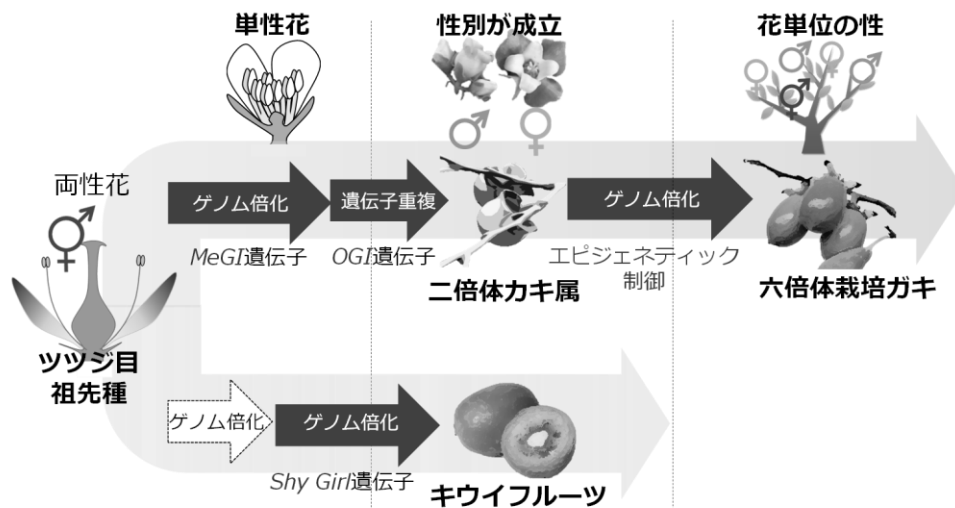 単性花
性別が成立
花単位の性
両性花
ゲノム倍化
遺伝子重複
ゲノム倍化
MeGI遺伝子
OGI遺伝子
エピジェネティック
制御
二倍体カキ属
六倍体栽培ガキ
ツツジ目
祖先種
ゲノム倍化
ゲノム倍化
Shy Girl遺伝子
キウイフルーツ